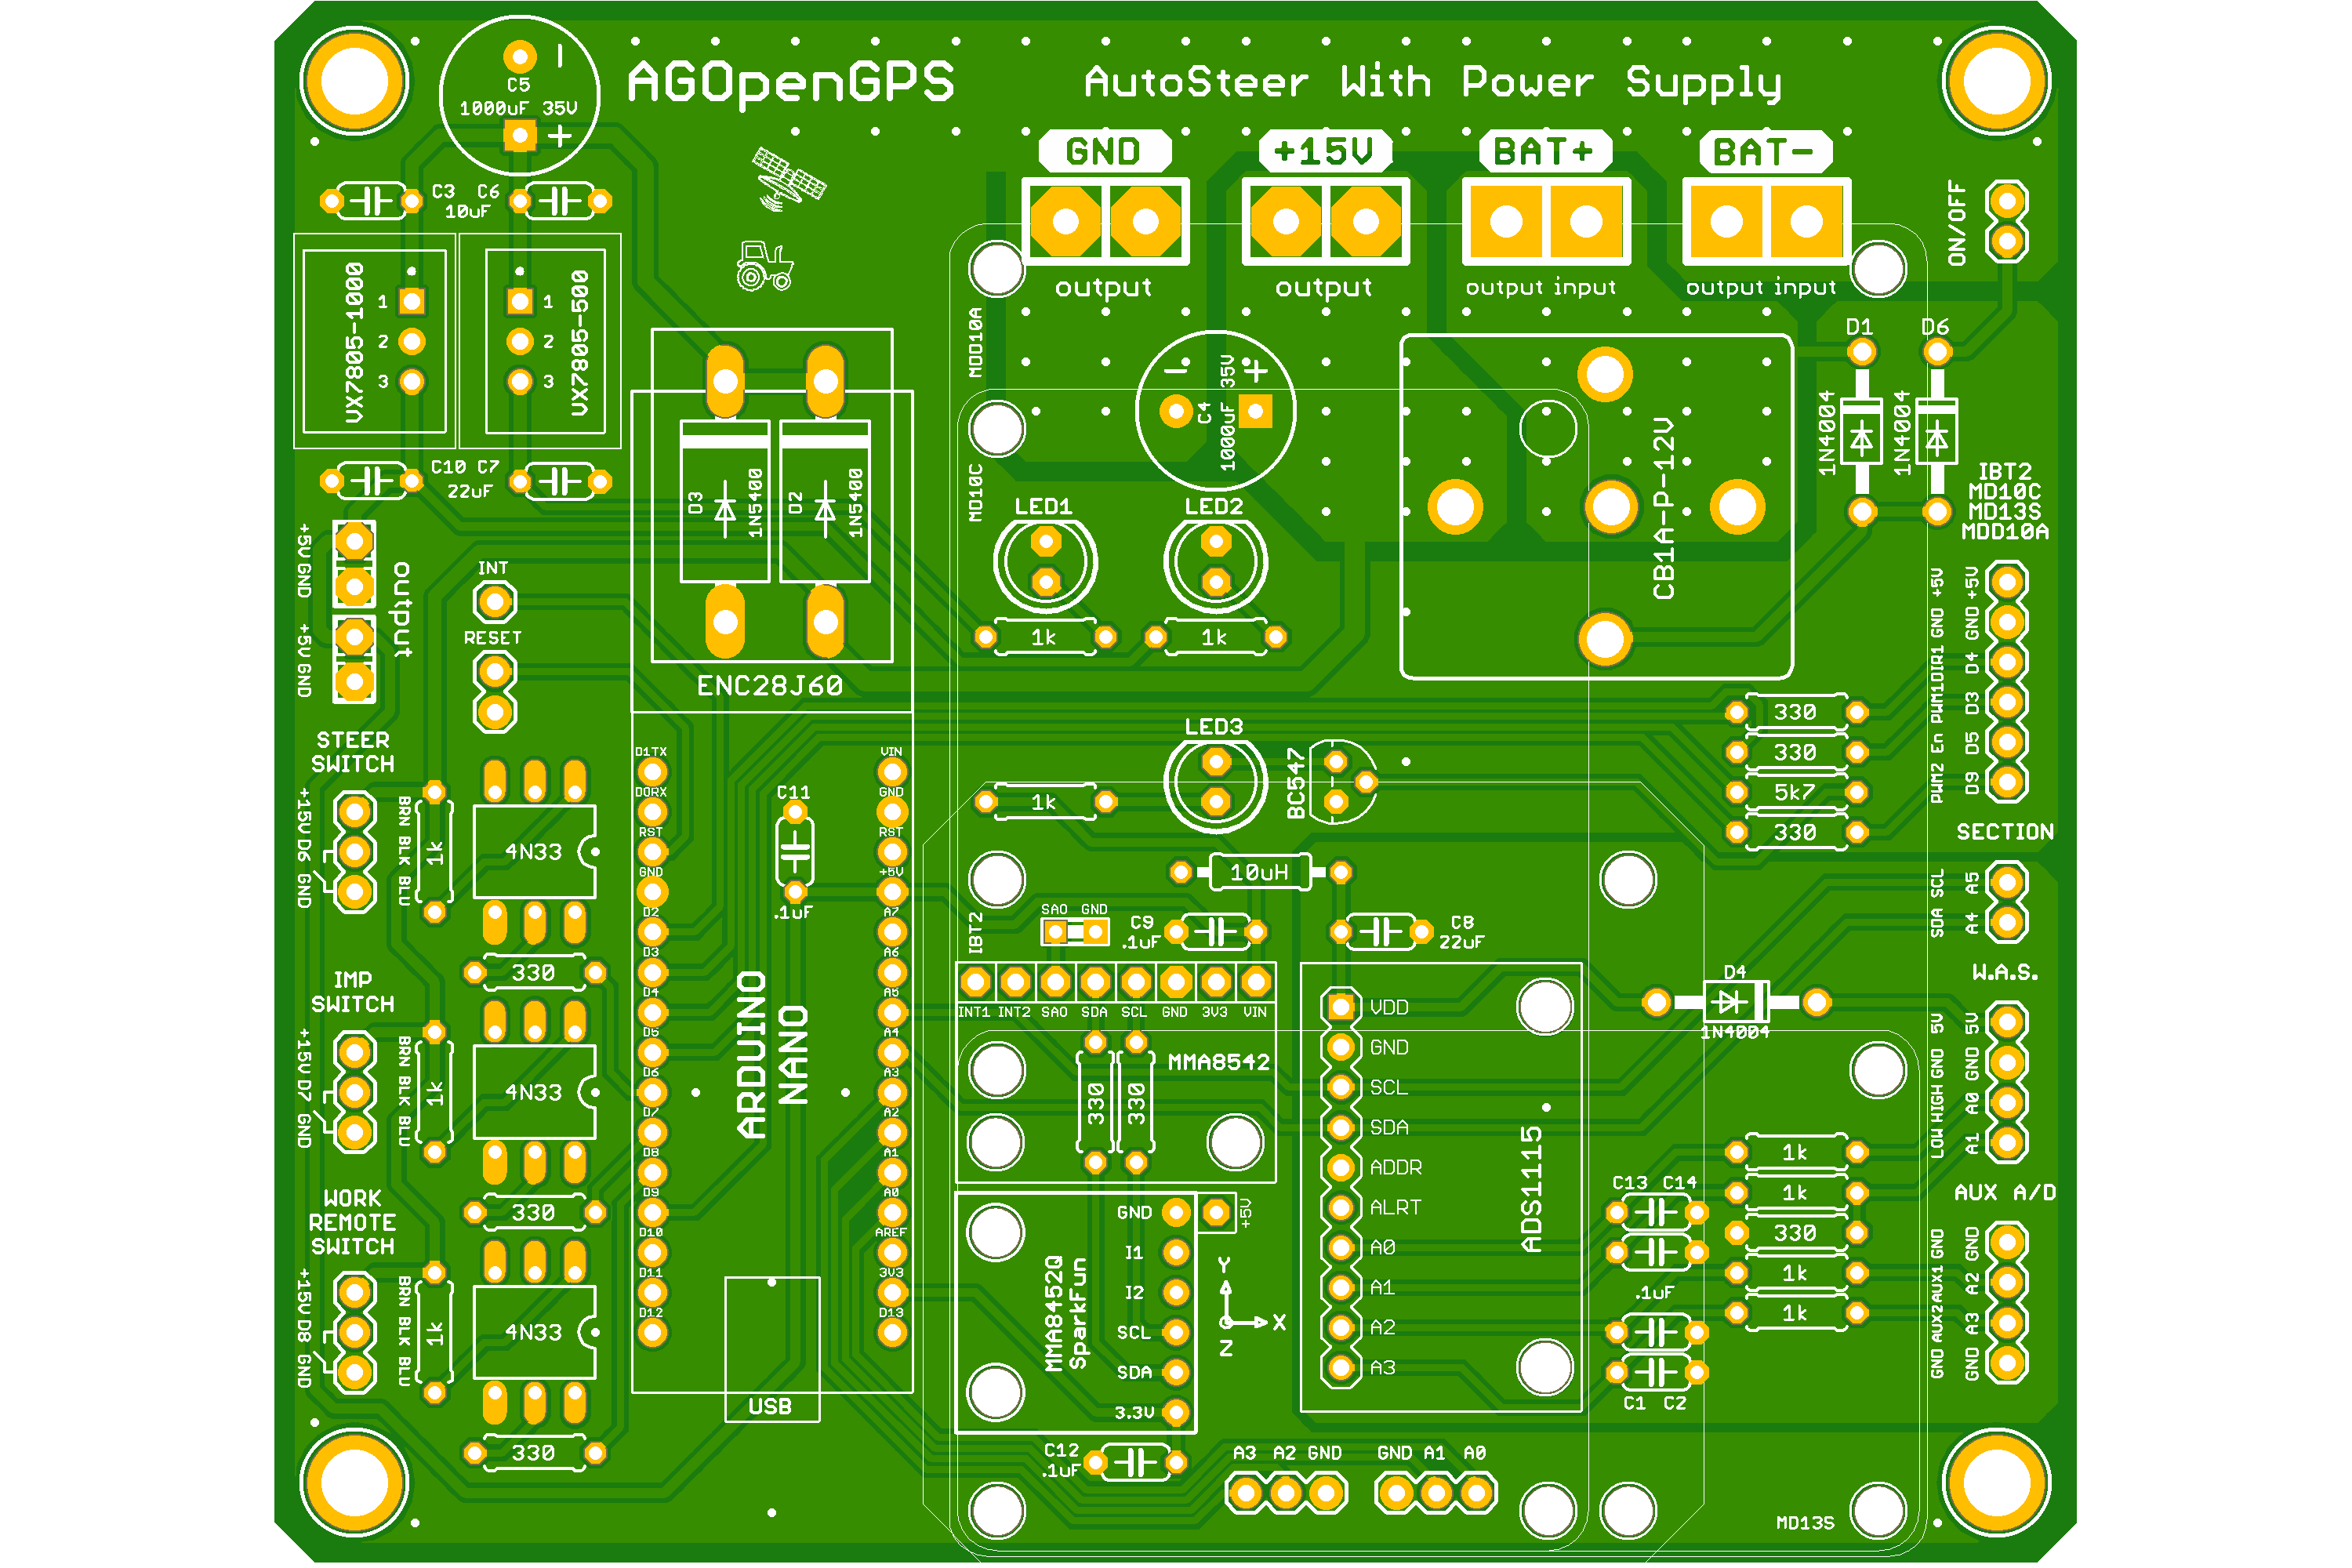 AGOpenGPS
AutoSteer With Power Supply
C5
1000uF 35V
GND
+15V
BAT+
BAT-
output
output
output input
output input
ON/OFF
C3 C6
10uF
VX7805-1000
1
2
3
VX7805-500
1
2
3
C10 C7
22uF
MDD10A
MD10C
C4
1000uF 35V
CB1A-P-12V
D1
D6
1N4004
1N4004
IBT2
MD10C
MD13S
MDD10A
D3
1N5400
D2
1N5400
ENC28J60
LED1
LED2
1k
1k
+5V GND
+5V GND
output
INT
RESET
+5V
GND
DIR1
PWM1
En
PWM2
+5V
GND
D4
D3
D5
D9
330
330
5k7
330
LED3
BC547
1k
STEER
SWITCH
+15V D6 GND
BRN BLK BLU
1k
4N33
330
IMP
SWITCH
+15V D7 GND
BRN BLK BLU
1k
4N33
330
WORK
REMOTE
SWITCH
+15V D8 GND
BRN BLK BLU
1k
4N33
330
D1TX
D0RX
RST
GND
D2
D3
D4
D5
D6
D7
D8
D9
D10
D11
D12
VIN
GND
RST
+5V
A7
A6
A5
A4
A3
A2
A1
A0
AREF
3V3
D13
C11
.1uF
ARDUINO
NANO
USB
10uH
SAO GND
C9
.1uF
C8
22uF
IBT2
INT1 INT2 SAO SDA SCL GND 3V3 VIN
330
330
MMA8542
GND
I1
I2
SCL
SDA
3.3V
+5V
MMA8452Q
SparkFun
Y
X
Z
C12
.1uF
VDD
GND
SCL
SDA
ADDR
ALRT
A0
A1
A2
A3
ADS1115
D4
1N4004
SECTION
SCL
SDA
A5
A4
W.A.S.
5V
GND
HIGH
LOW
5V
GND
A0
A1
1k
1k
330
1k
1k
C13 C14
.1uF
C1 C2
AUX A/D
GND
AUX1
AUX2
GND
GND
A2
A3
GND
A3 A2 GND
GND A1 A0
MD13S